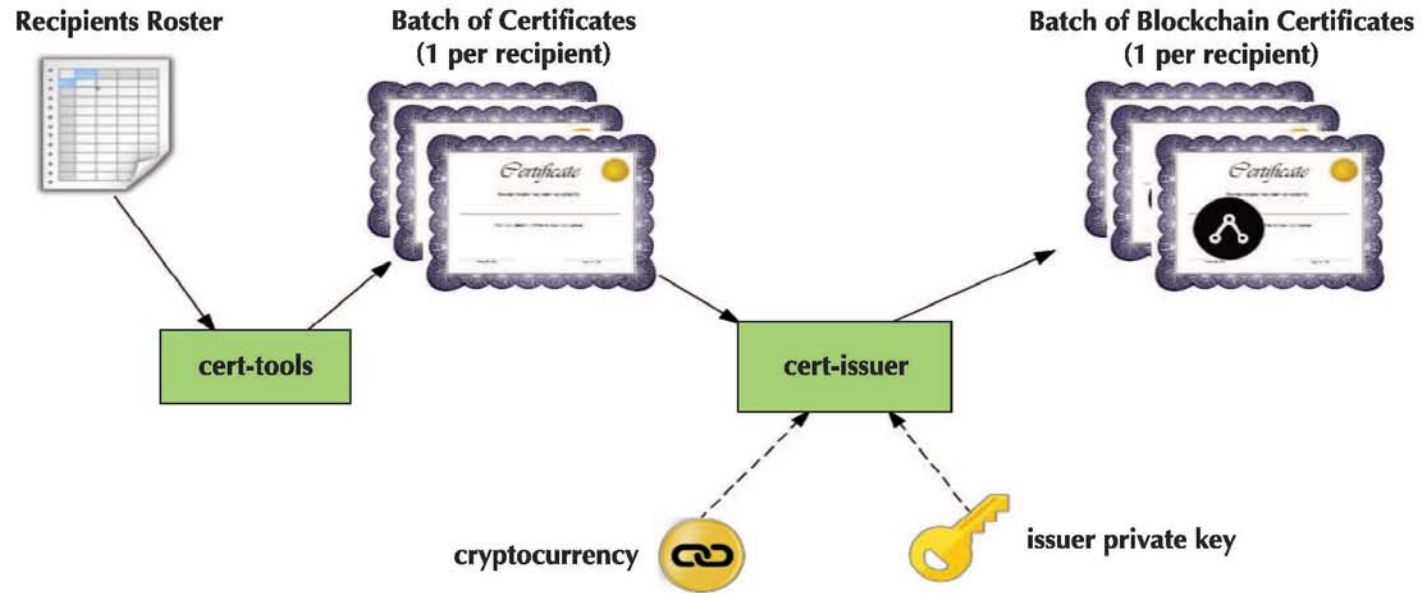 Recipients Roster
Batch of Certificates
(1 per recipient)
Batch of Blockchain Certificates
(1 per recipient)
Certificate
Certificate
cert-tools
cert-issuer
cryptocurrency
issuer private key